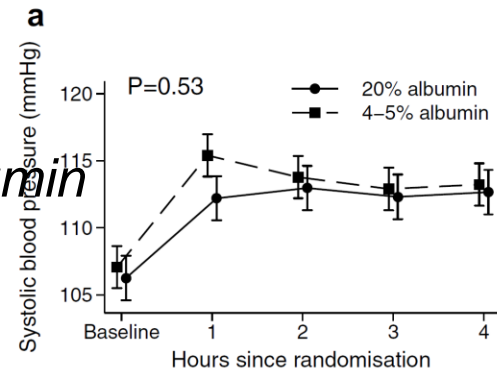 a
P=0.53
20% albumin
4–5% albumin
Systolic blood pressure (mmHg)
120
115
110
105
Baseline 1 2 3 4
Hours since randomisation